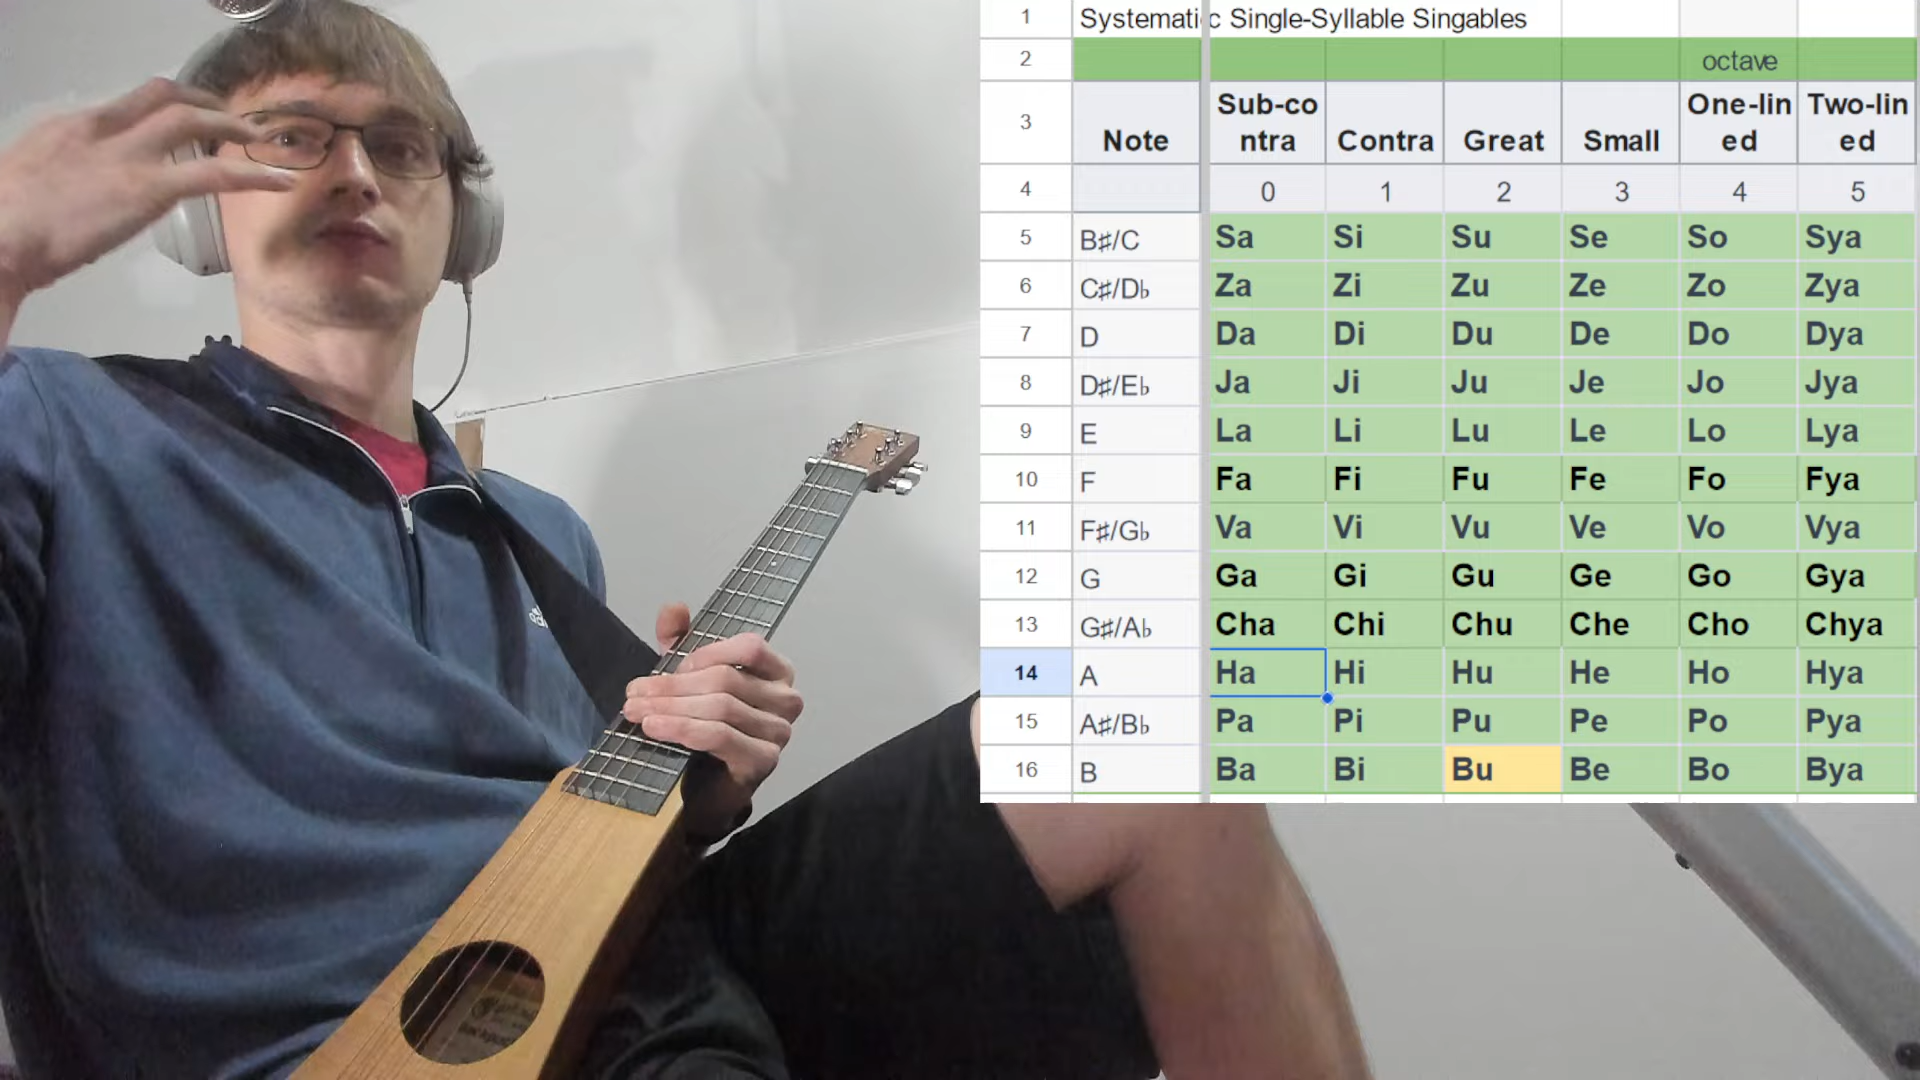 1 Systematic Single-Syllable Singables
2 octave
3 Note Sub-contra Contra Great Small One-lined Two-lined
4 0 1 2 3 4 5
5 B♯/C Sa Si Su Se So Sya
6 C♯/D♭ Za Zi Zu Ze Zo Zya
7 D Da Di Du De Do Dya
8 D♯/E♭ Ja Ji Ju Je Jo Jya
9 E La Li Lu Le Lo Lya
10 F Fa Fi Fu Fe Fo Fya
11 F♯/G♭ Va Vi Vu Ve Vo Vya
12 G Ga Gi Gu Ge Go Gya
13 G♯/A♭ Cha Chi Chu Che Cho Chya
14 A Ha Hi Hu He Ho Hya
15 A♯/B♭ Pa Pi Pu Pe Po Pya
16 B Ba Bi Bu Be Bo Bya